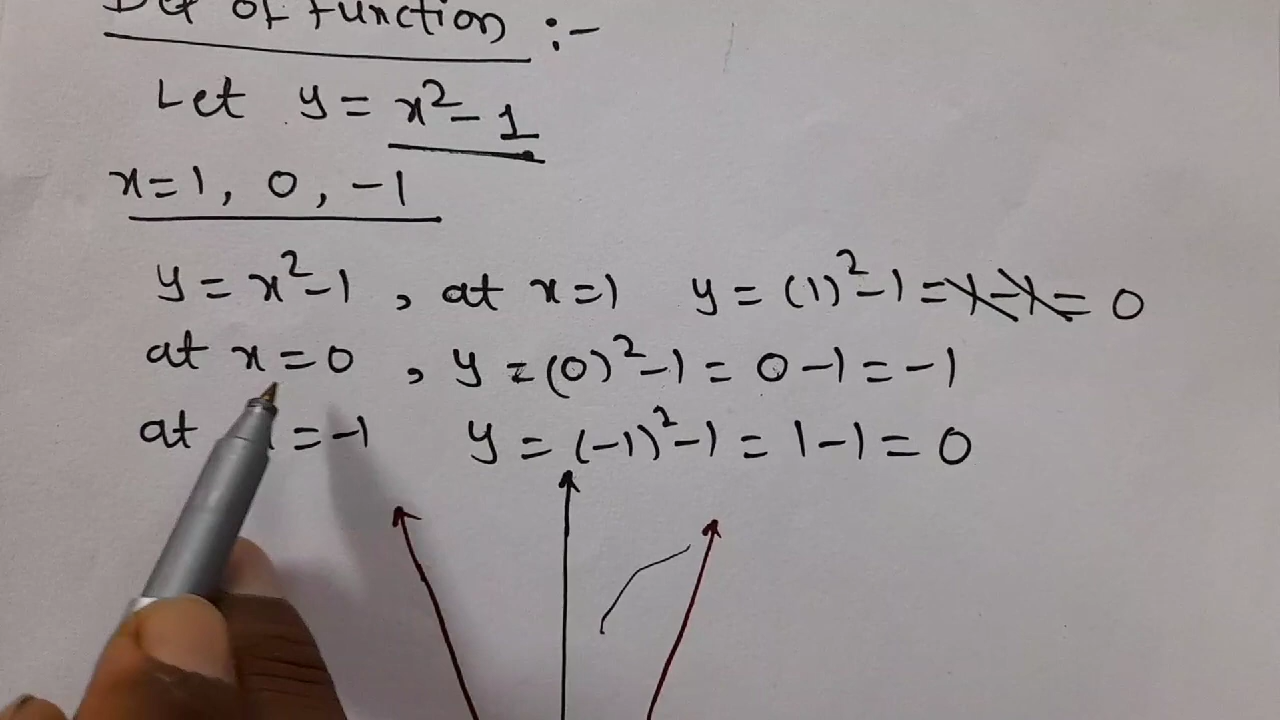 Def of function :-
Let y = x² - 1
x = 1, 0, -1
y = x² - 1 , at x = 1 y = (1)² - 1 = 1 - 1 = 0
at x = 0 , y = (0)² - 1 = 0 - 1 = -1
at x = -1 y = (-1)² - 1 = 1 - 1 = 0